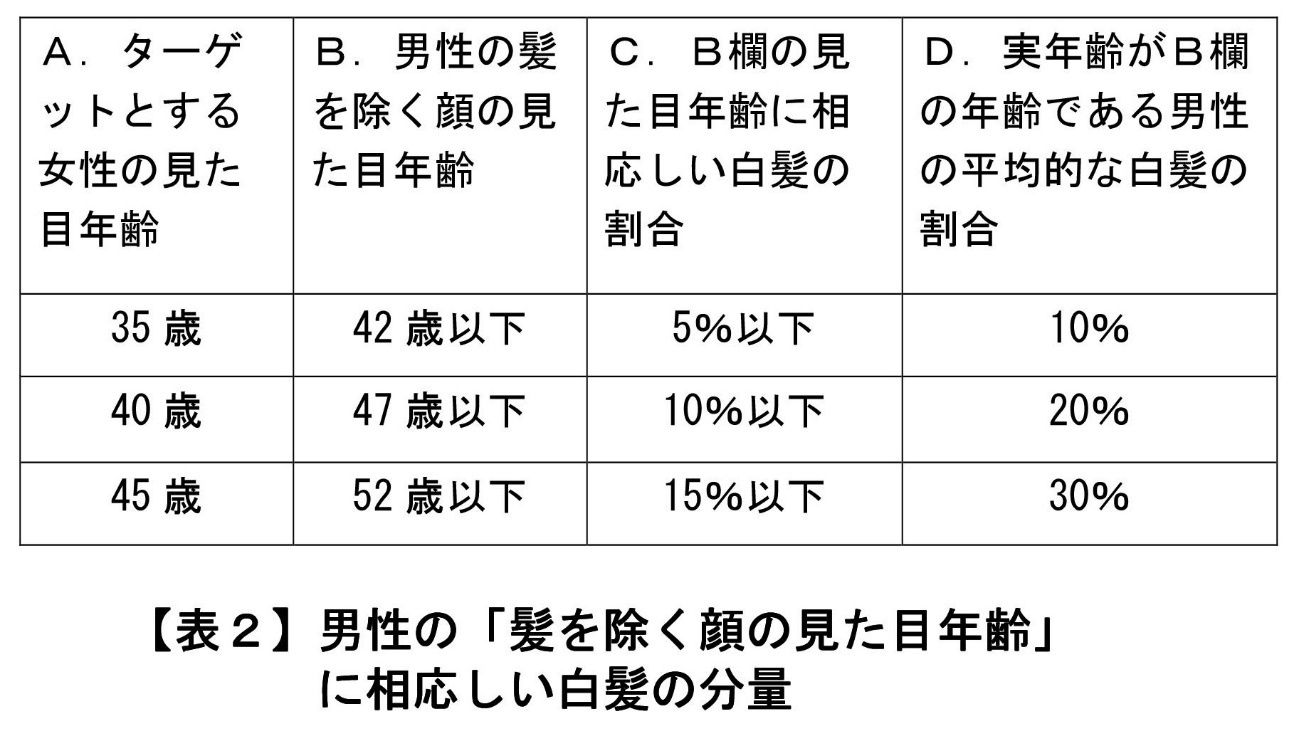 Ａ．ターゲ
ットとする
女性の見た
目年齢
Ｂ．男性の髪
を除く顔の見
た目年齢
Ｃ．Ｂ欄の見
た目年齢に相
応しい白髪の
割合
Ｄ．実年齢がＢ欄
の年齢である男性
の平均的な白髪の
割合
35 歳
42 歳以下
5％以下
10％
40 歳
47 歳以下
10％以下
20％
45 歳
52 歳以下
15％以下
30％
【表２】男性の「髪を除く顔の見た目年齢」
に相応しい白髪の分量